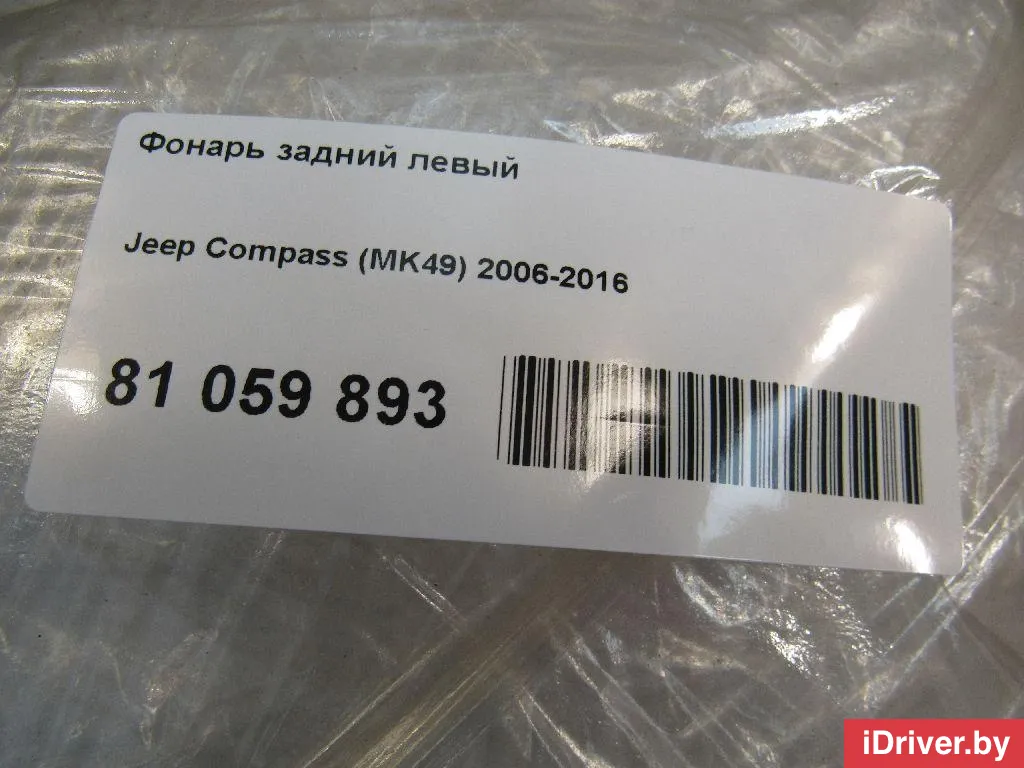 Фонарь задний левый
Jeep Compass (MK49) 2006-2016
81 059 893
iDriver.by